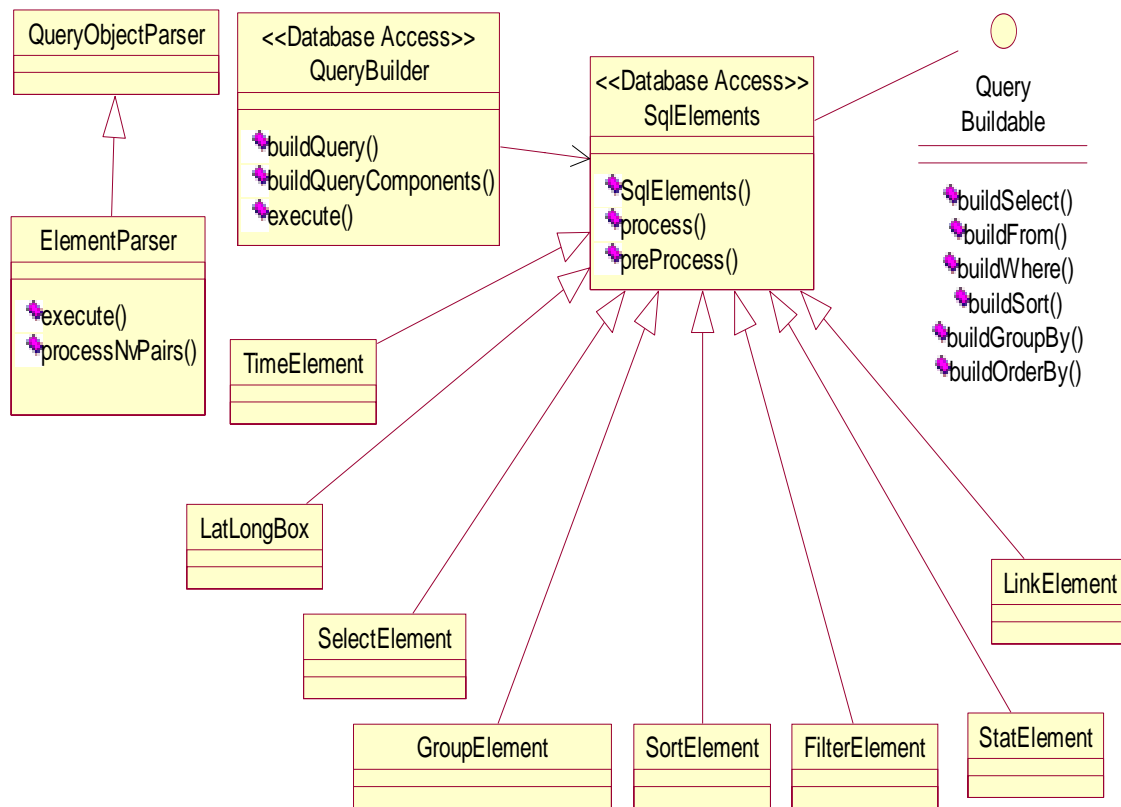 QueryObjectParser
<<Database Access>>
QueryBuilder
buildQuery()
buildQueryComponents()
execute()
<<Database Access>>
SqlElements
SqlElements()
process()
preProcess()
Query
Buildable
buildSelect()
buildFrom()
buildWhere()
buildSort()
buildGroupBy()
buildOrderBy()
ElementParser
execute()
processNvPairs()
TimeElement
LatLongBox
SelectElement
LinkElement
GroupElement
SortElement
FilterElement
StatElement